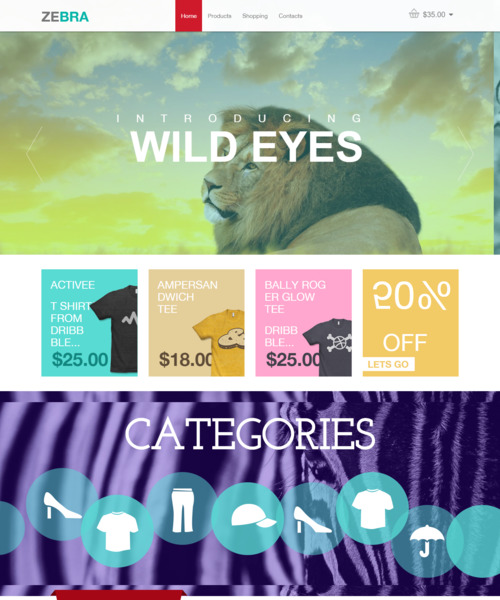 ZEBRA
Home Products Shopping Contacts
$35.00
INTRODUCING
WILD EYES
ACTIVEE
T SHIRT
FROM
DRIBB
BLE...
$25.00
AMPERSAN
DWICH
TEE
$18.00
BALLY ROG
ER GLOW
TEE
DRIBB
BLE...
$25.00
50%
OFF
LETS GO
CATEGORIES